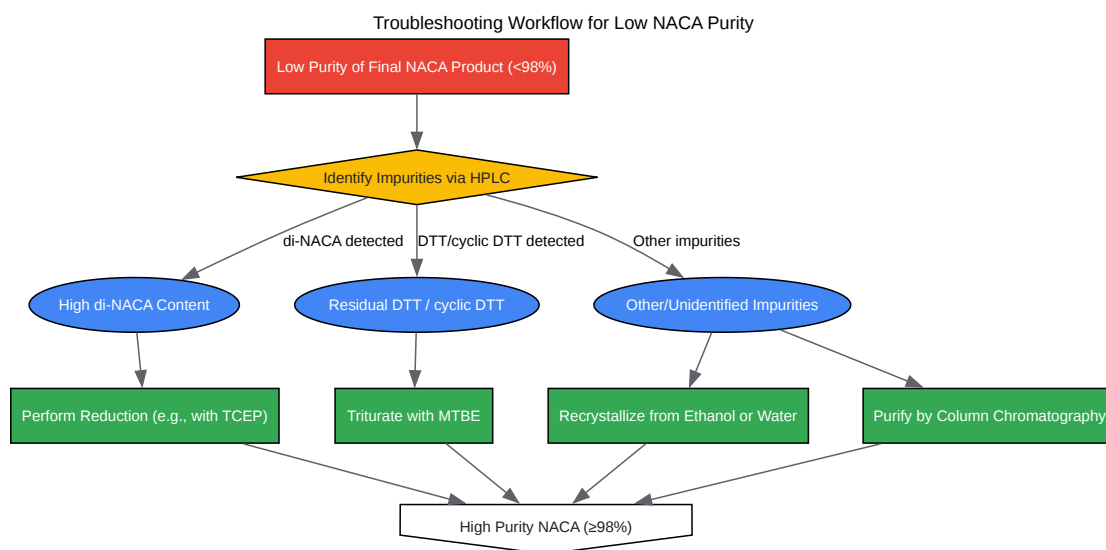 Troubleshooting Workflow for Low NACA Purity
Low Purity of Final NACA Product (<98%)
Identify Impurities via HPLC
di-NACA detected
DTT/cyclic DTT detected
Other impurities
High di-NACA Content
Residual DTT / cyclic DTT
Other/Unidentified Impurities
Perform Reduction (e.g., with TCEP)
Triturate with MTBE
Recrystallize from Ethanol or Water
Purify by Column Chromatography
High Purity NACA (≥98%)